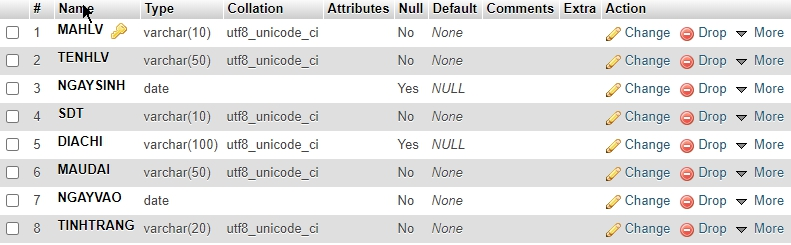 # Name Type Collation Attributes Null Default Comments Extra Action
1 MAHLV varchar(10) utf8_unicode_ci No None Change Drop More
2 TENHLV varchar(50) utf8_unicode_ci No None Change Drop More
3 NGAYSINH date Yes NULL Change Drop More
4 SDT varchar(10) utf8_unicode_ci No None Change Drop More
5 DIACHI varchar(100) utf8_unicode_ci Yes NULL Change Drop More
6 MAUDAI varchar(50) utf8_unicode_ci No None Change Drop More
7 NGAYVAO date No None Change Drop More
8 TINHTRANG varchar(20) utf8_unicode_ci No None Change Drop More